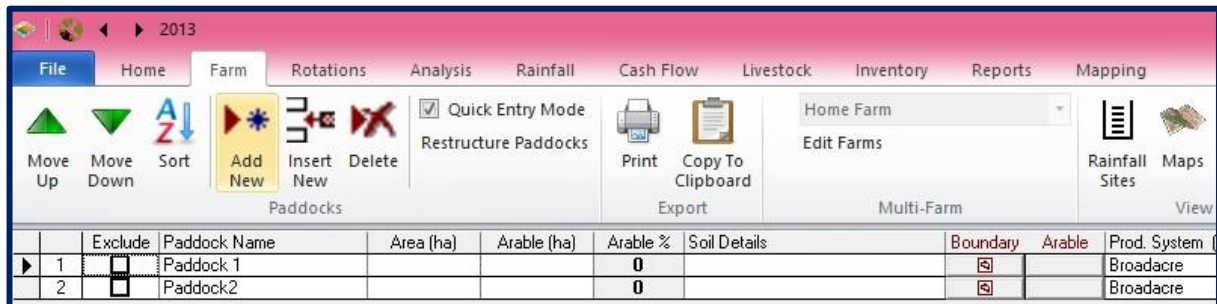 2013
File Home Farm Rotations Analysis Rainfall Cash Flow Livestock Inventory Reports Mapping
Move Up
Move Down
A Z Sort
Add New
Insert New
Delete
Quick Entry Mode
Restructure Paddocks
Paddocks
Print
Copy To Clipboard
Export
Home Farm
Edit Farms
Multi-Farm
Rainfall Sites
Maps
View
Exclude Paddock Name Area (ha) Arable (ha) Arable % Soil Details Boundary Arable Prod. System (
1 Paddock 1 0 Broadacre
2 Paddock2 0 Broadacre